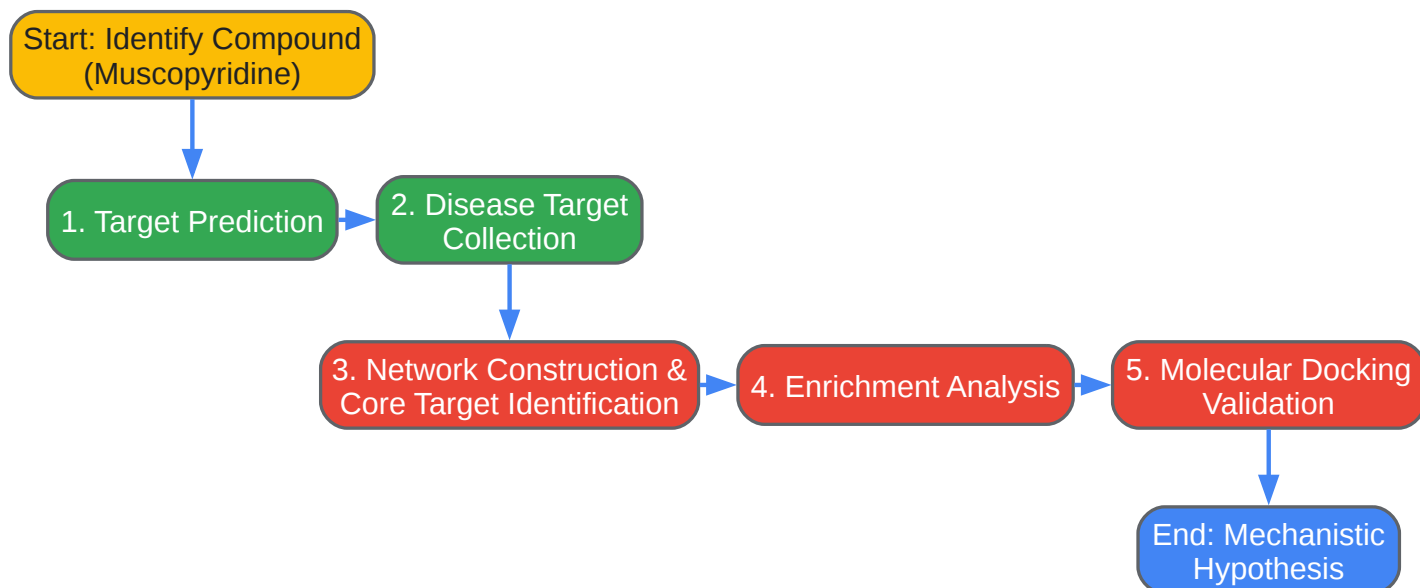 Start: Identify Compound
(Muscopyridine)
1. Target Prediction
2. Disease Target
Collection
3. Network Construction &
Core Target Identification
4. Enrichment Analysis
5. Molecular Docking
Validation
End: Mechanistic
Hypothesis